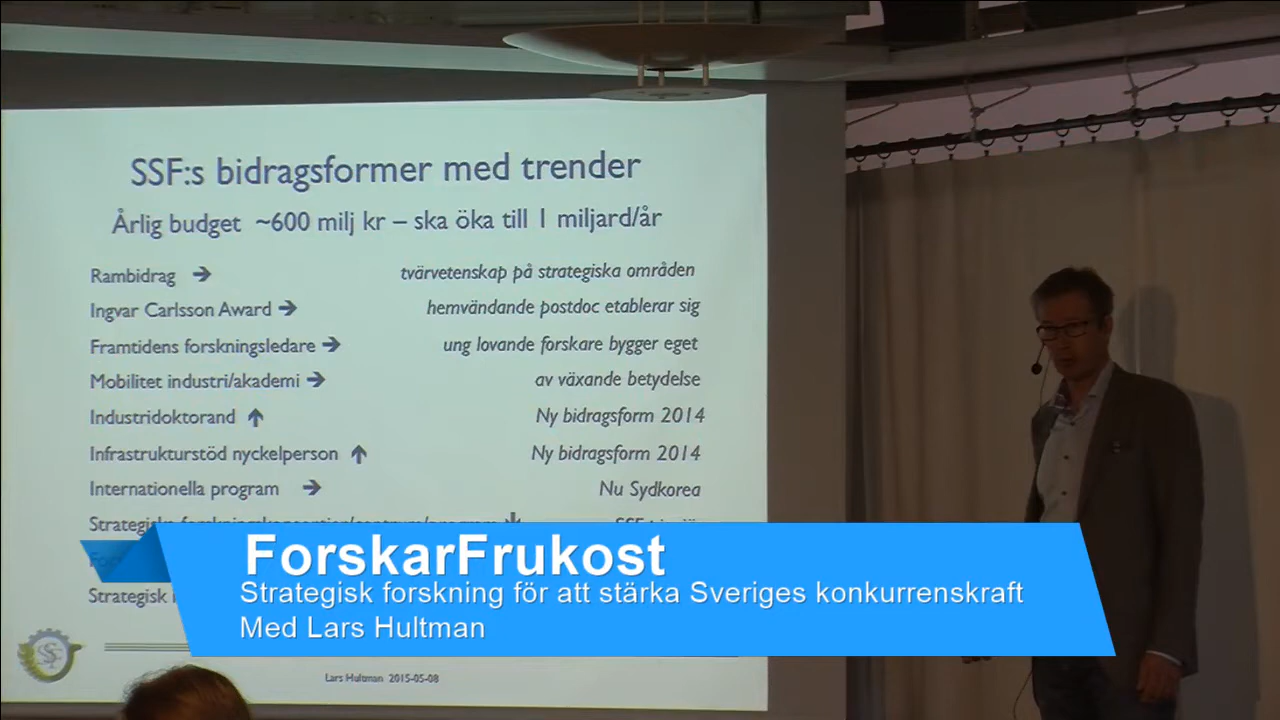 SSF:s bidragsformer med trender
Årlig budget ~600 milj kr – ska öka till 1 miljard/år
Rambidrag → tvärvetenskap på strategiska områden
Ingvar Carlsson Award → hemvändande postdoc etablerar sig
Framtidens forskningsledare → ung lovande forskare bygger eget
Mobilitet industri/akademi → av växande betydelse
Industridoktorand ↑ Ny bidragsform 2014
Infrastrukturstöd nyckelperson ↑ Ny bidragsform 2014
Internationella program → Nu Sydkorea
Strategisk
ForskarFrukost
Strategisk forskning för att stärka Sveriges konkurrenskraft
Med Lars Hultman
Lars Hultman 2015-05-08